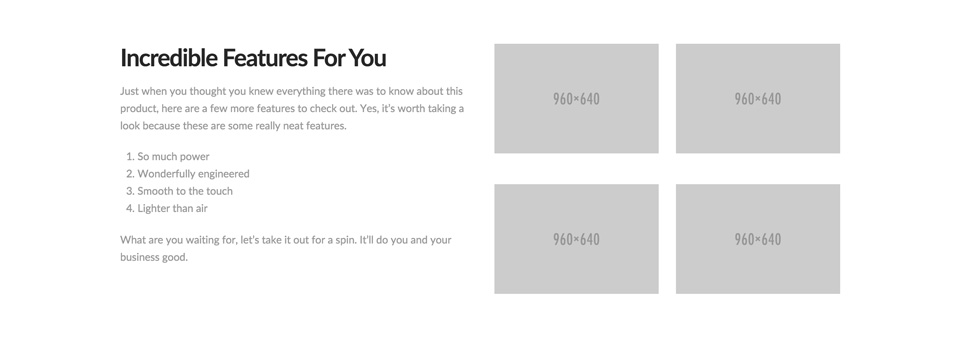 Incredible Features For You
Just when you thought you knew everything there was to know about this
product, here are a few more features to check out. Yes, it's worth taking a
look because these are some really neat features.
1. So much power
2. Wonderfully engineered
3. Smooth to the touch
4. Lighter than air
What are you waiting for, let's take it out for a spin. It'll do you and your
business good.
960×640
960×640
960×640
960×640